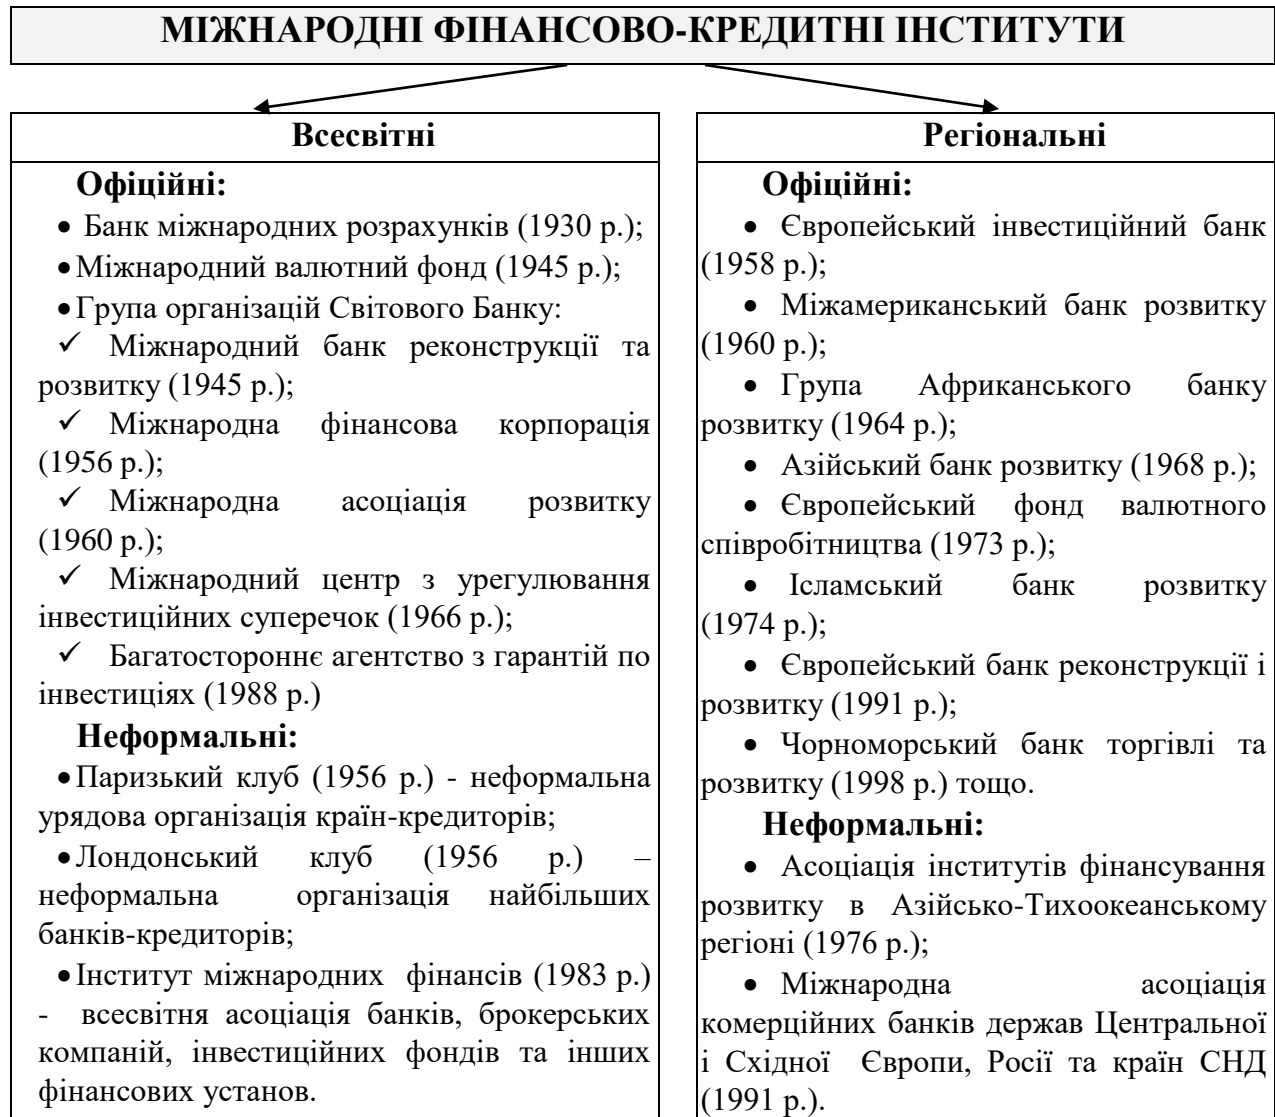 МІЖНАРОДНІ ФІНАНСОВО-КРЕДИТНІ ІНСТИТУТИ
Всесвітні
Офіційні:
• Банк міжнародних розрахунків (1930 р.);
• Міжнародний валютний фонд (1945 р.);
• Група організацій Світового Банку:
✓ Міжнародний банк реконструкції та
розвитку (1945 р.);
✓ Міжнародна фінансова корпорація
(1956 р.);
✓ Міжнародна асоціація розвитку
(1960 р.);
✓ Міжнародний центр з урегулювання
інвестиційних суперечок (1966 р.);
✓ Багатостороннє агентство з гарантій по
інвестиціях (1988 р.)
Неформальні:
• Паризький клуб (1956 р.) - неформальна
урядова організація країн-кредиторів;
• Лондонський клуб (1956 р.) –
неформальна організація найбільших
банків-кредиторів;
• Інститут міжнародних фінансів (1983 р.)
- всесвітня асоціація банків, брокерських
компаній, інвестиційних фондів та інших
фінансових установ.
Регіональні
Офіційні:
• Європейський інвестиційний банк
(1958 р.);
• Міжамериканський банк розвитку
(1960 р.);
• Група Африканського банку
розвитку (1964 р.);
• Азійський банк розвитку (1968 р.);
• Європейський фонд валютного
співробітництва (1973 р.);
• Ісламський банк розвитку
(1974 р.);
• Європейський банк реконструкції і
розвитку (1991 р.);
• Чорноморський банк торгівлі та
розвитку (1998 р.) тощо.
Неформальні:
• Асоціація інститутів фінансування
розвитку в Азійсько-Тихоокеанському
регіоні (1976 р.);
• Міжнародна асоціація
комерційних банків держав Центральної
і Східної Європи, Росії та країн СНД
(1991 р.).